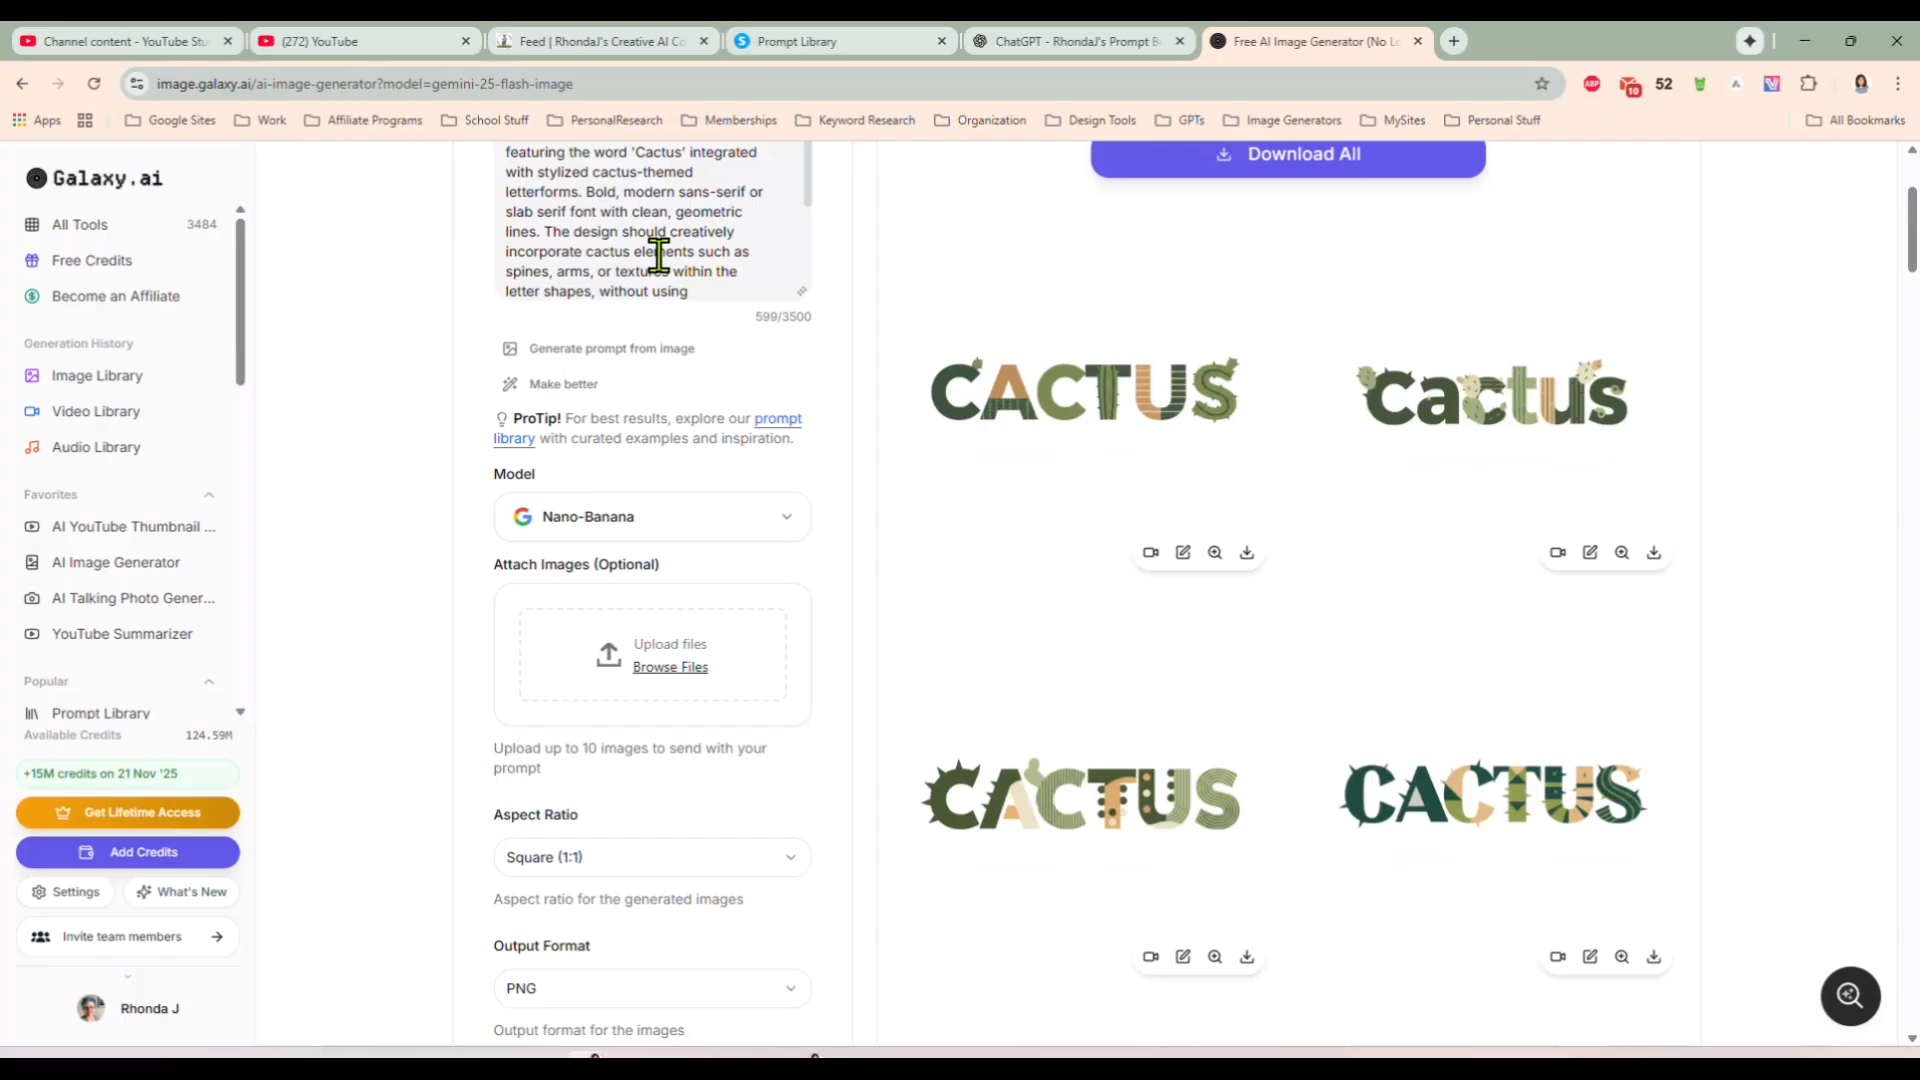 Channel content - YouTube Stu
(272) YouTube
Feed | RhondaJ's Creative AI Co
Prompt Library
ChatGPT - RhondaJ's Prompt B
Free AI Image Generator (No Lo
image.galaxy.ai/ai-image-generator?model=gemini-25-flash-image
ABP
10
52
Apps
Google Sites
Work
Affiliate Programs
School Stuff
PersonalResearch
Memberships
Keyword Research
Organization
Design Tools
GPTs
Image Generators
MySites
Personal Stuff
All Bookmarks
Galaxy.ai
All Tools 3484
Free Credits
Become an Affiliate
Generation History
Image Library
Video Library
Audio Library
Favorites
AI YouTube Thumbnail ...
AI Image Generator
AI Talking Photo Gener...
YouTube Summarizer
Popular
Prompt Library
Available Credits 124.59M
+15M credits on 21 Nov '25
Get Lifetime Access
Add Credits
Settings
What's New
Invite team members
Rhonda J
featuring the word 'Cactus' integrated
with stylized cactus-themed
letterforms. Bold, modern sans-serif or
slab serif font with clean, geometric
lines. The design should creatively
incorporate cactus elements such as
spines, arms, or textures within the
letter shapes, without using
599/3500
Generate prompt from image
Make better
ProTip! For best results, explore our prompt
library with curated examples and inspiration.
Model
Nano-Banana
Attach Images (Optional)
Upload files
Browse Files
Upload up to 10 images to send with your
prompt
Aspect Ratio
Square (1:1)
Aspect ratio for the generated images
Output Format
PNG
Output format for the images
Download All
CACTUS
Cactus
CACTUS
CACTUS